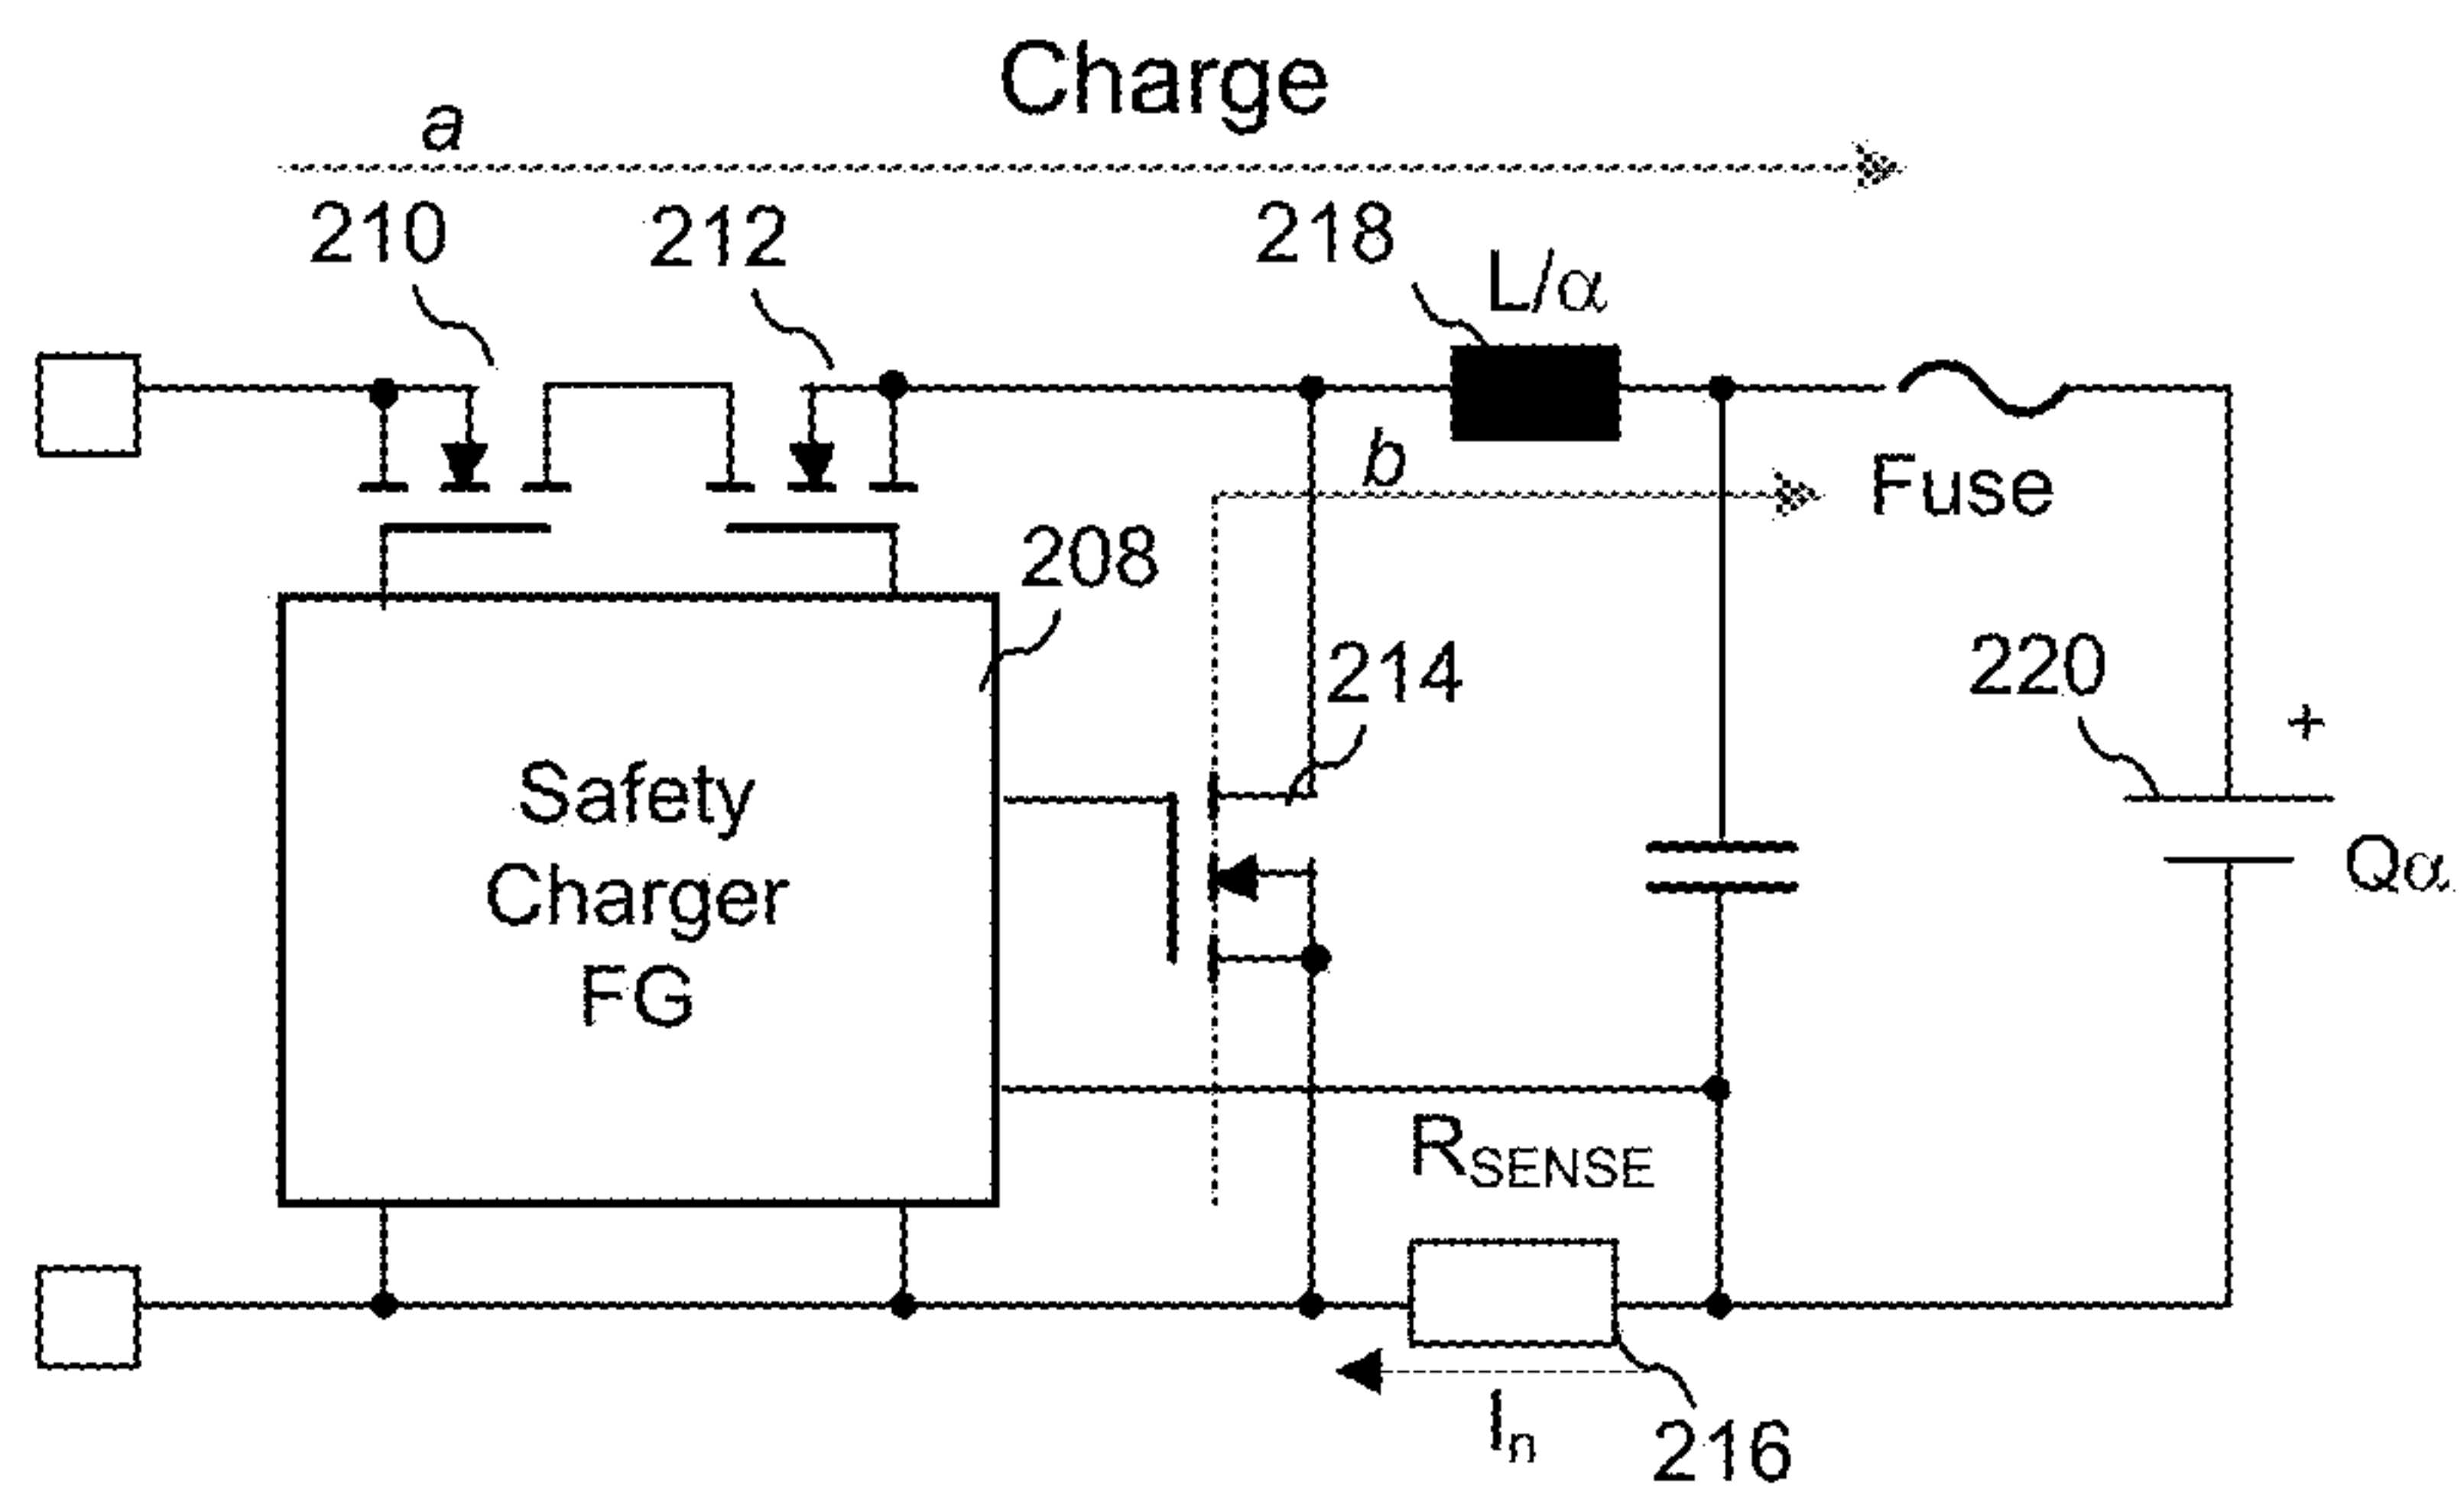 Charge
a
210
212
218
L/α
b
Fuse
208
214
220
+
Safety
Charger
FG
Qα
RSENSE
In
216